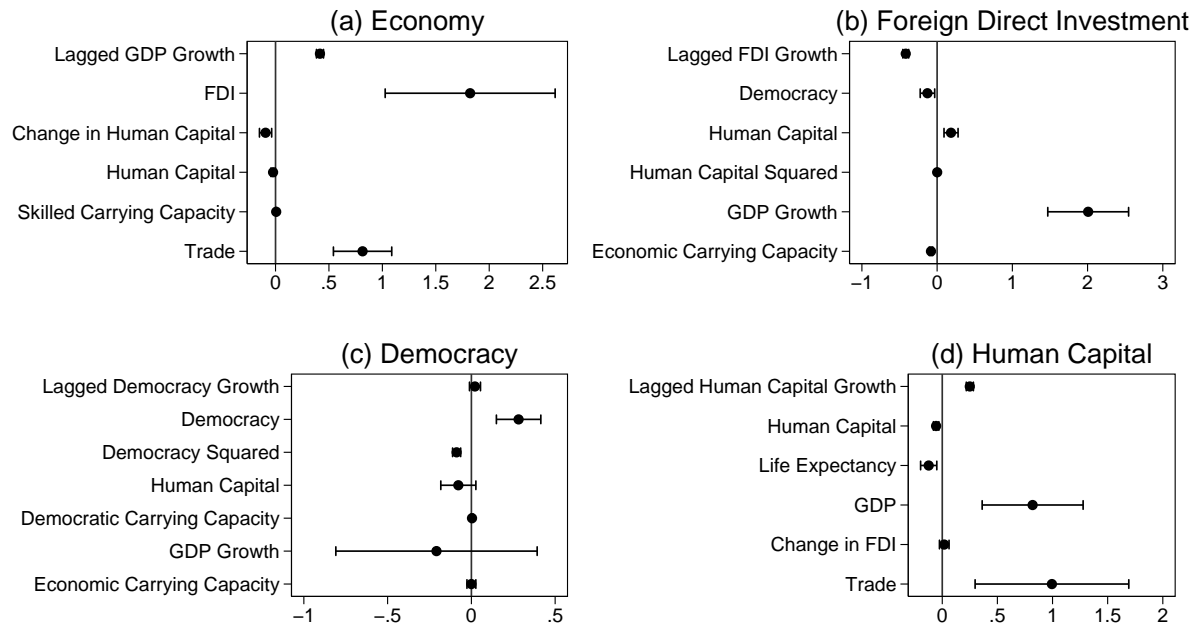 (a) Economy
Lagged GDP Growth
FDI
Change in Human Capital
Human Capital
Skilled Carrying Capacity
Trade
0 .5 1 1.5 2 2.5
(b) Foreign Direct Investment
Lagged FDI Growth
Democracy
Human Capital
Human Capital Squared
GDP Growth
Economic Carrying Capacity
−1 0 1 2 3
(c) Democracy
Lagged Democracy Growth
Democracy
Democracy Squared
Human Capital
Democratic Carrying Capacity
GDP Growth
Economic Carrying Capacity
−1 −.5 0 .5
(d) Human Capital
Lagged Human Capital Growth
Human Capital
Life Expectancy
GDP
Change in FDI
Trade
0 .5 1 1.5 2